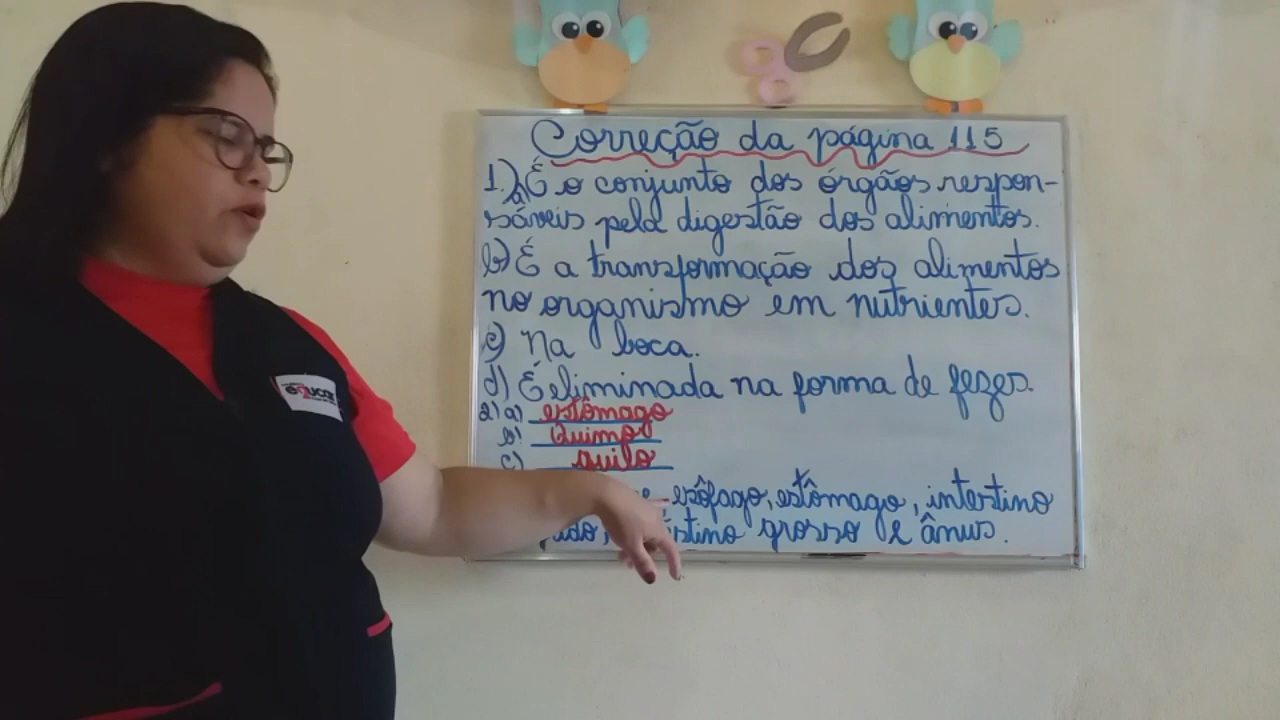 Correção da página 115
1.) a) É o conjunto dos órgãos respon-
sáveis pela digestão dos alimentos.
b) É a transformação dos alimentos
no organismo em nutrientes.
c) Na boca.
d) É eliminada na forma de fezes.
2) a) estômago
b) Quimo
c) quilo
esôfago, estômago, intestino
grosso e ânus.
educar